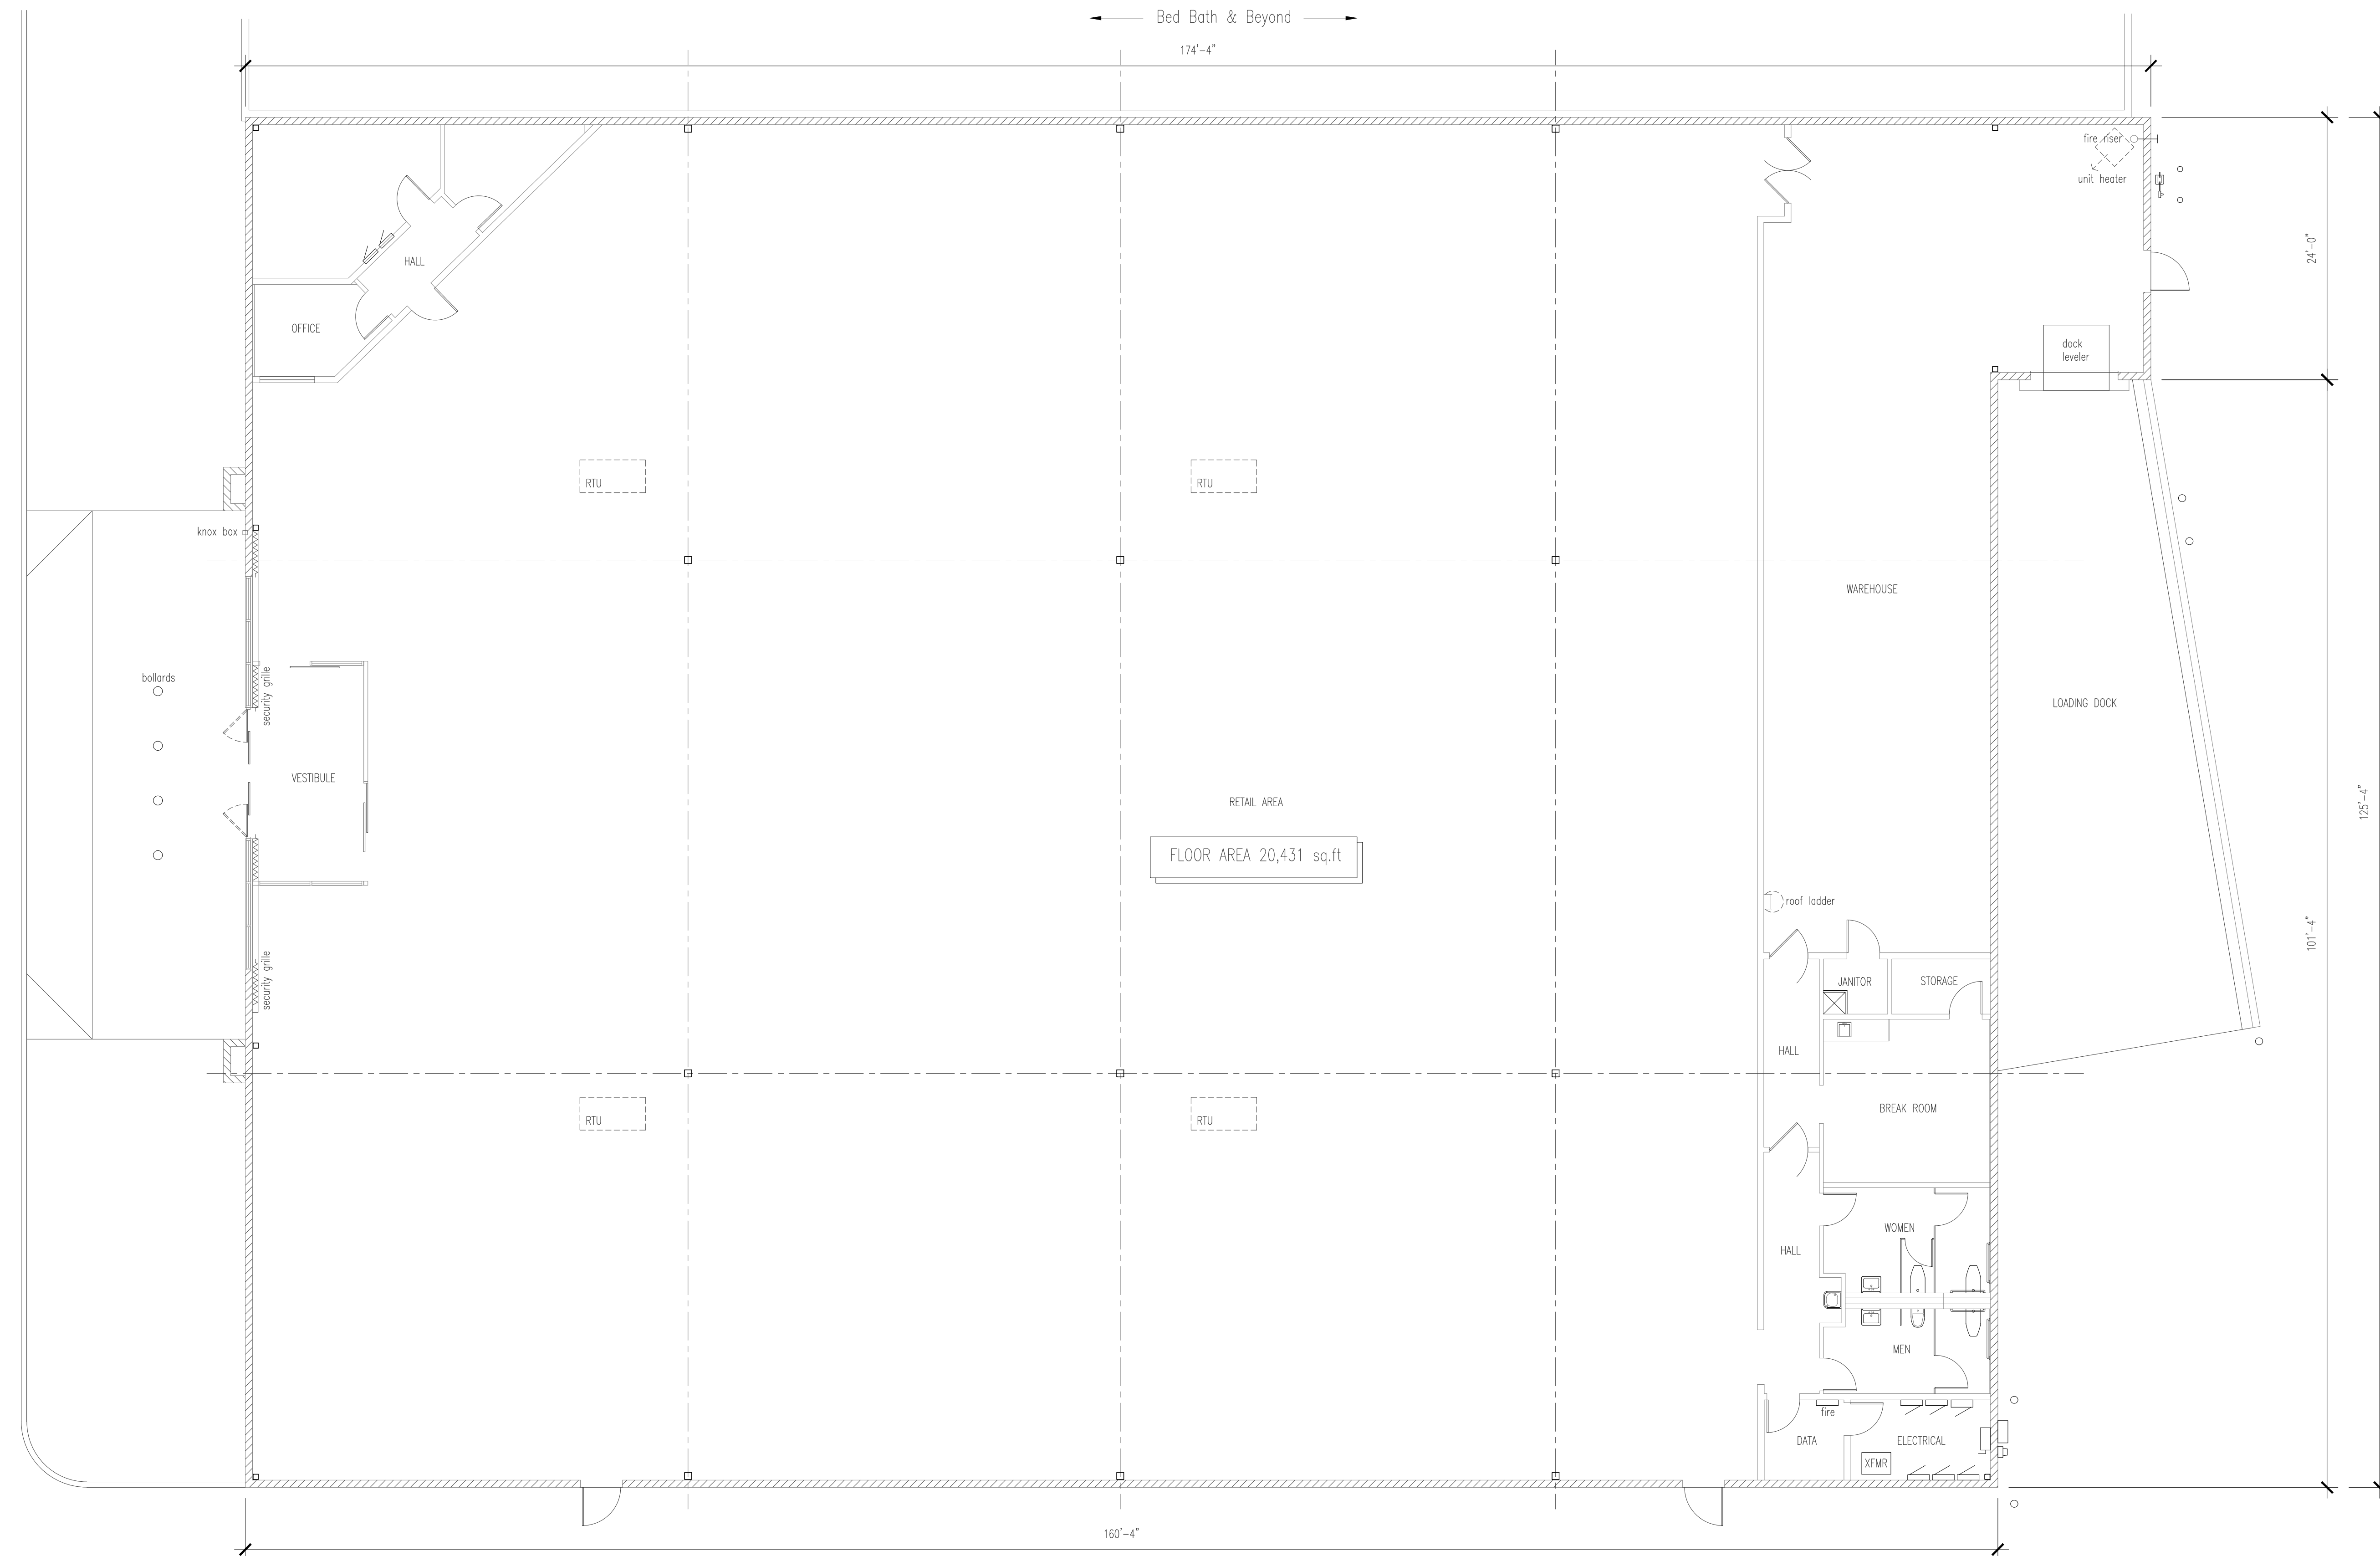 Bed Bath & Beyond
174'-4"
fire riser
unit heater
HALL
24'-0"
OFFICE
dock
leveler
RTU
RTU
knox box
WAREHOUSE
bollards
security grille
LOADING DOCK
VESTIBULE
RETAIL AREA
125'-4"
FLOOR AREA 20,431 sq.ft
roof ladder
101'-4"
security grille
JANITOR
STORAGE
HALL
BREAK ROOM
RTU
RTU
WOMEN
HALL
MEN
fire
DATA
ELECTRICAL
XFMR
160'-4"